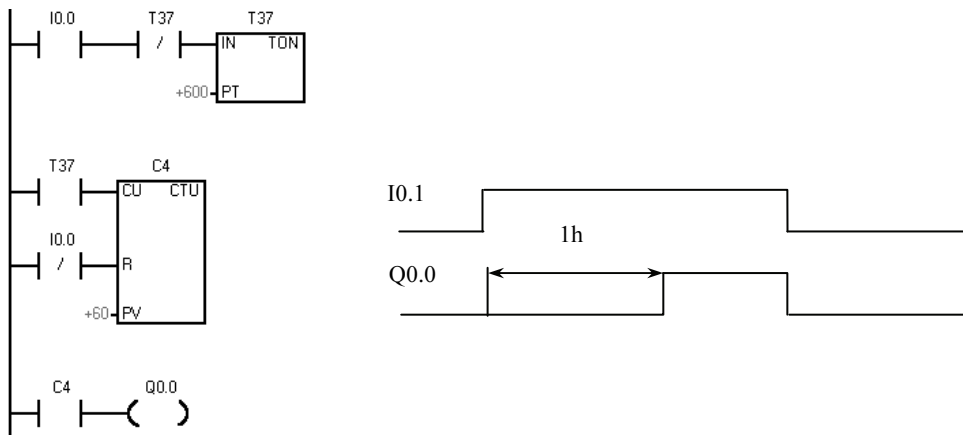 I0.0 T37 T37
/ IN TON
+600 PT
T37 C4
CU CTU
I0.0
/ R
+60 PV
C4 Q0.0
I0.1
1h
Q0.0